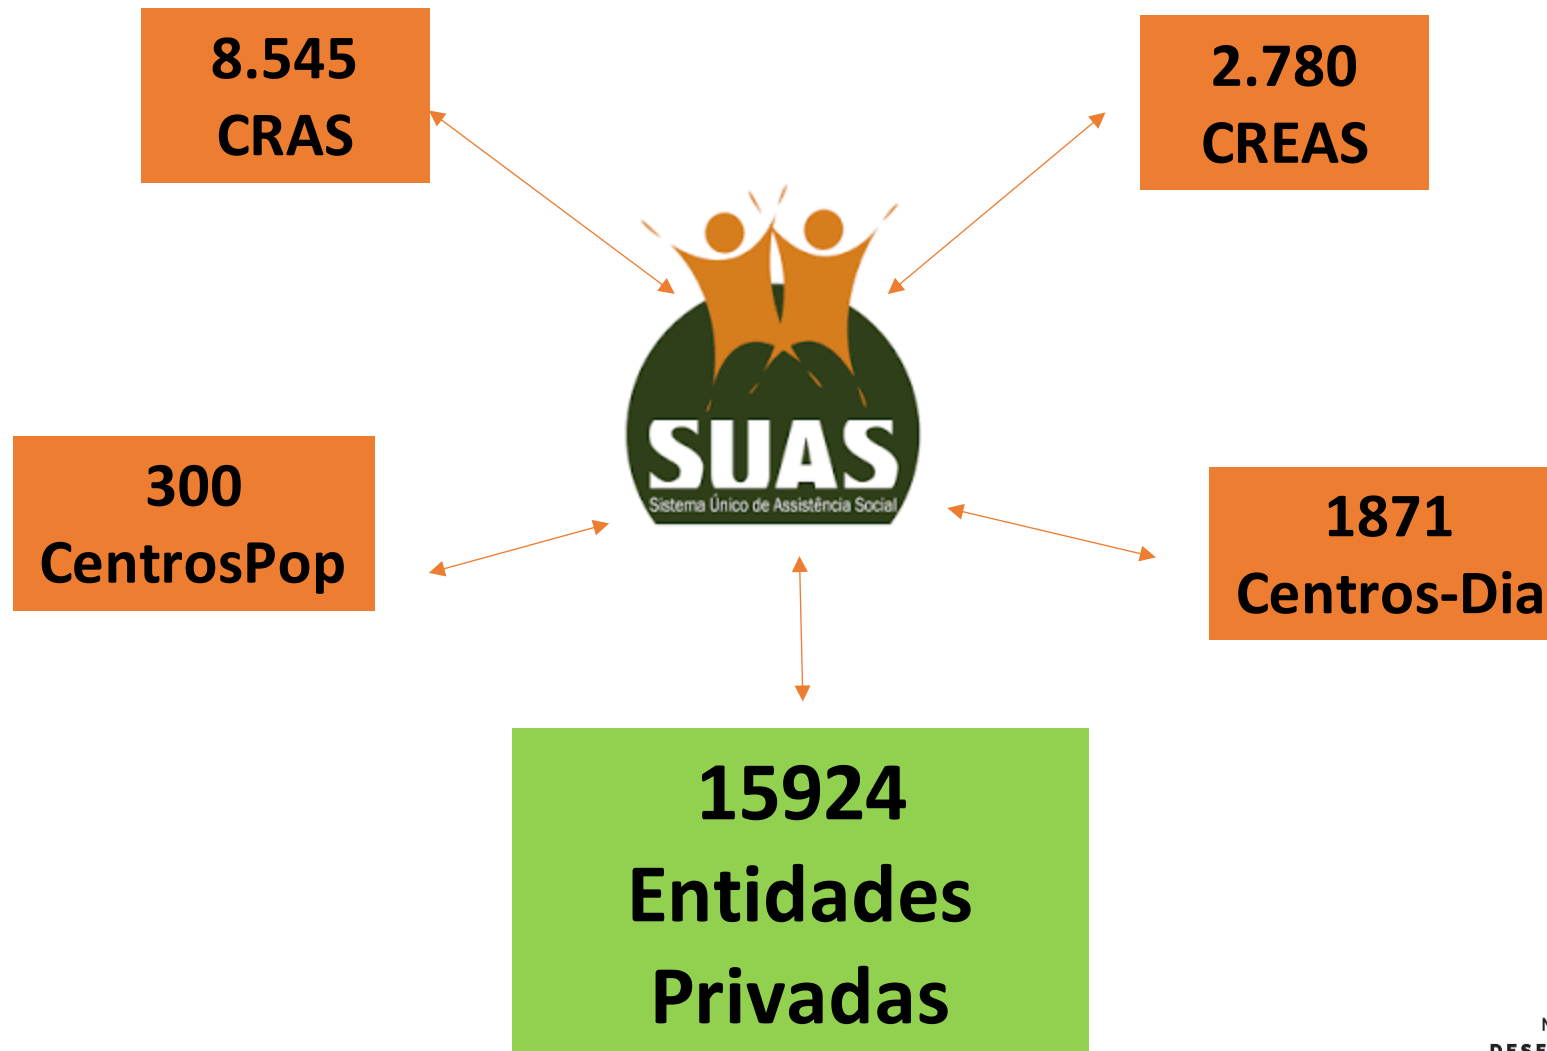 8.545
CRAS
2.780
CREAS
SUAS
Sistema Único de Assistência Social
300
CentrosPop
1871
Centros-Dia
15924
Entidades
Privadas